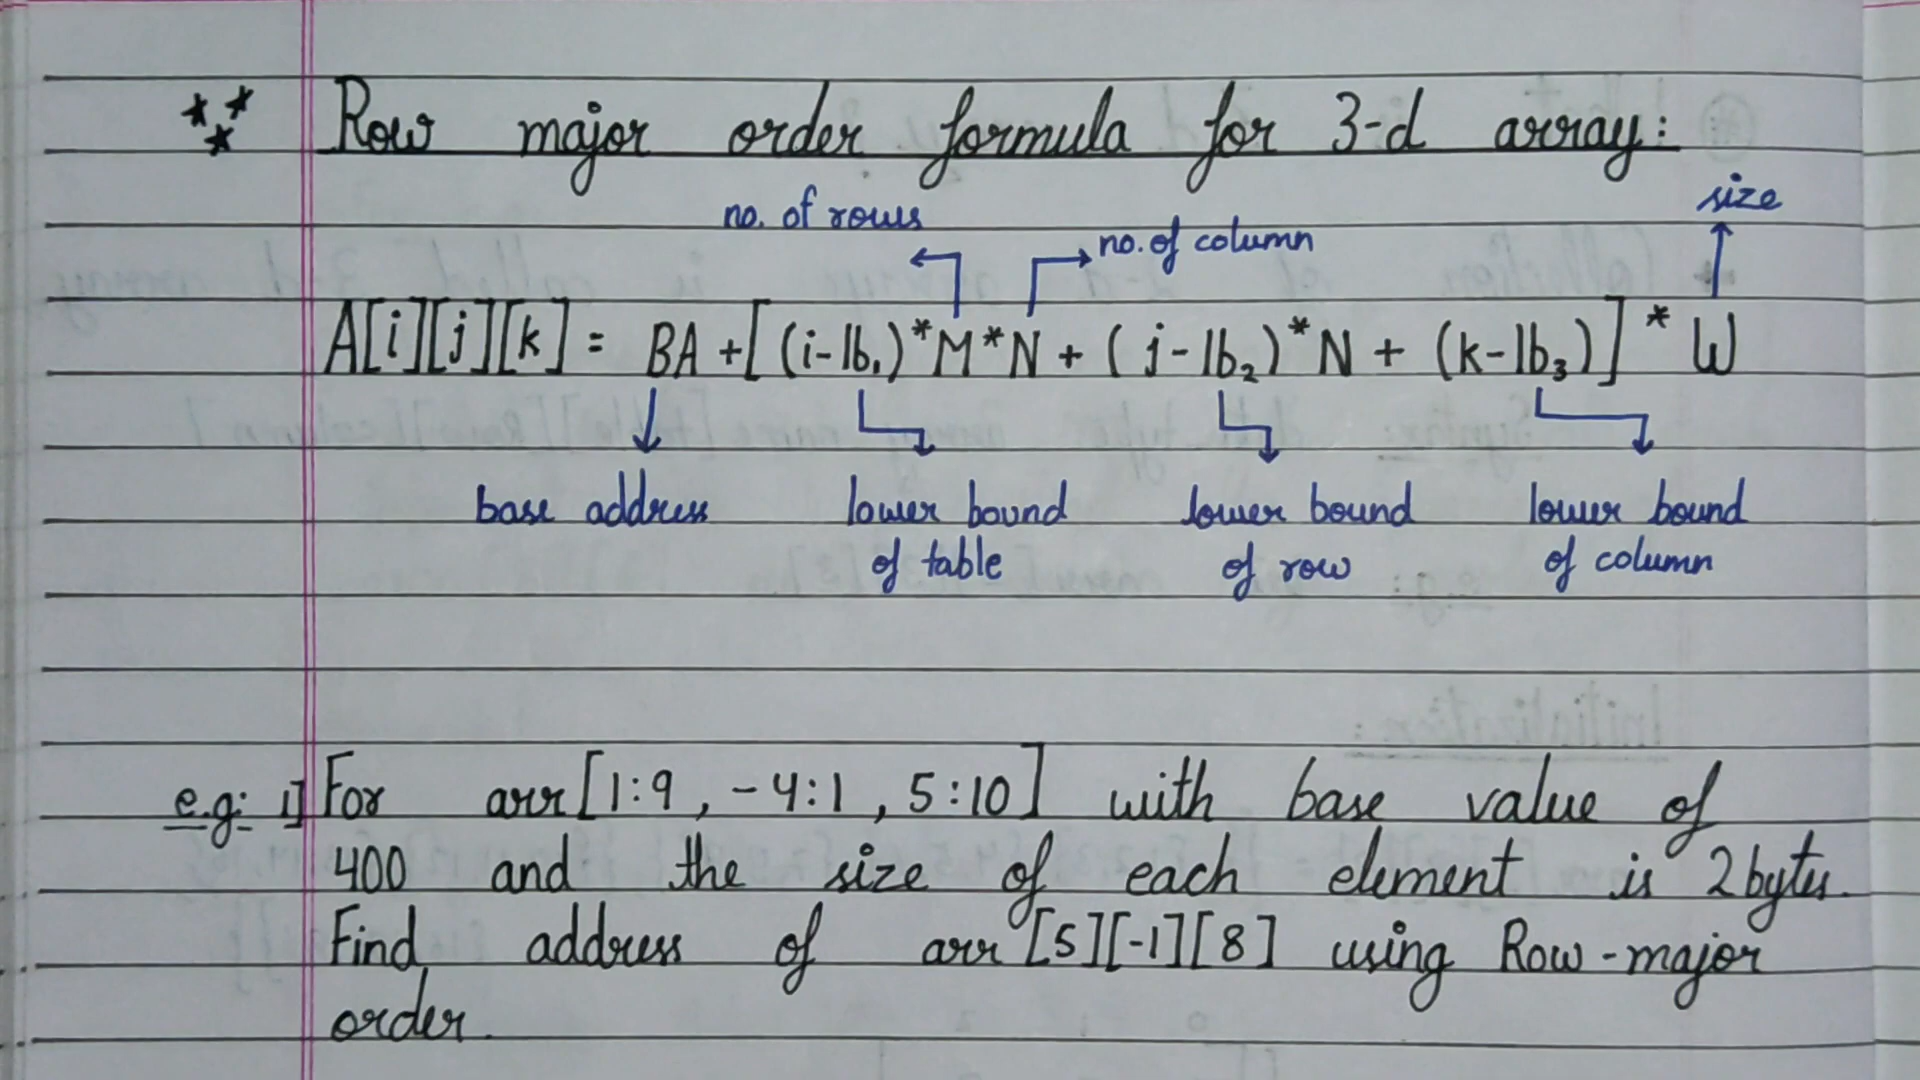 *** Row major order formula for 3-d array:
size
no. of rows
no. of column
A[i][j][k] = BA + [(i-lb₁)*M*N + (j-lb₂)*N + (k-lb₃)] * W
base address lower bound lower bound lower bound
of table of row of column
e.g: 1] For arr[1:9, -4:1, 5:10] with base value of
400 and the size of each element is 2 bytes.
Find address of arr[5][-1][8] using Row-major
order.